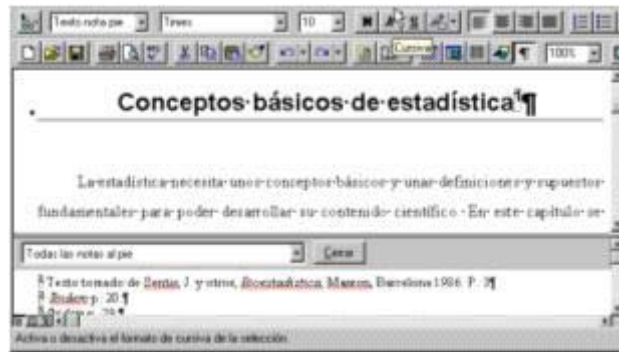 Texto nota pie Times 10 N K S
100%
Cursiva
Conceptos·básicos·de·estadística¹¶
La·estadística·necesita·unos·conceptos·básicos·y·unas·definiciones·y·supuestos·
fundamentales·para·poder·desarrollar·su·contenido·científico.·En·este·capítulo·se·
Todas las notas al pie Cerrar
Texto tomado de Sentis, J. y otros, Bioestadística, Masson, Barcelona 1986. P. 3¶
Ibidem p. 20.¶
Activa o desactiva el formato de cursiva de la selección.